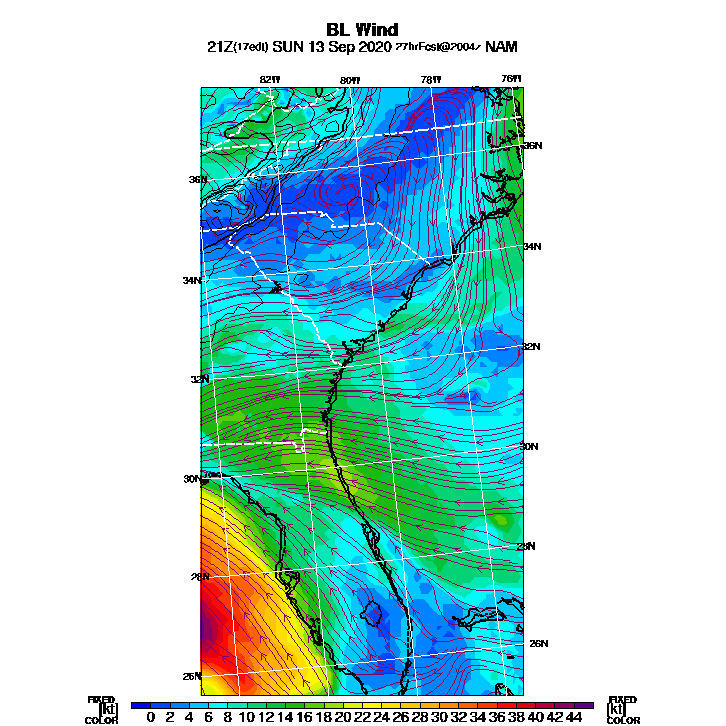 BL Wind
21Z(17edt) SUN 13 Sep 2020 27hrFcst@2004z NAM
82W 80W 78W 76W
36N
36N
34N
34N
32N
32N
30N
30N
28N
28N
26N
26N
FIXED FIXED
[kt] 0 2 4 6 8 10 12 14 16 18 20 22 24 26 28 30 32 34 36 38 40 42 44 [kt]
COLOR COLOR